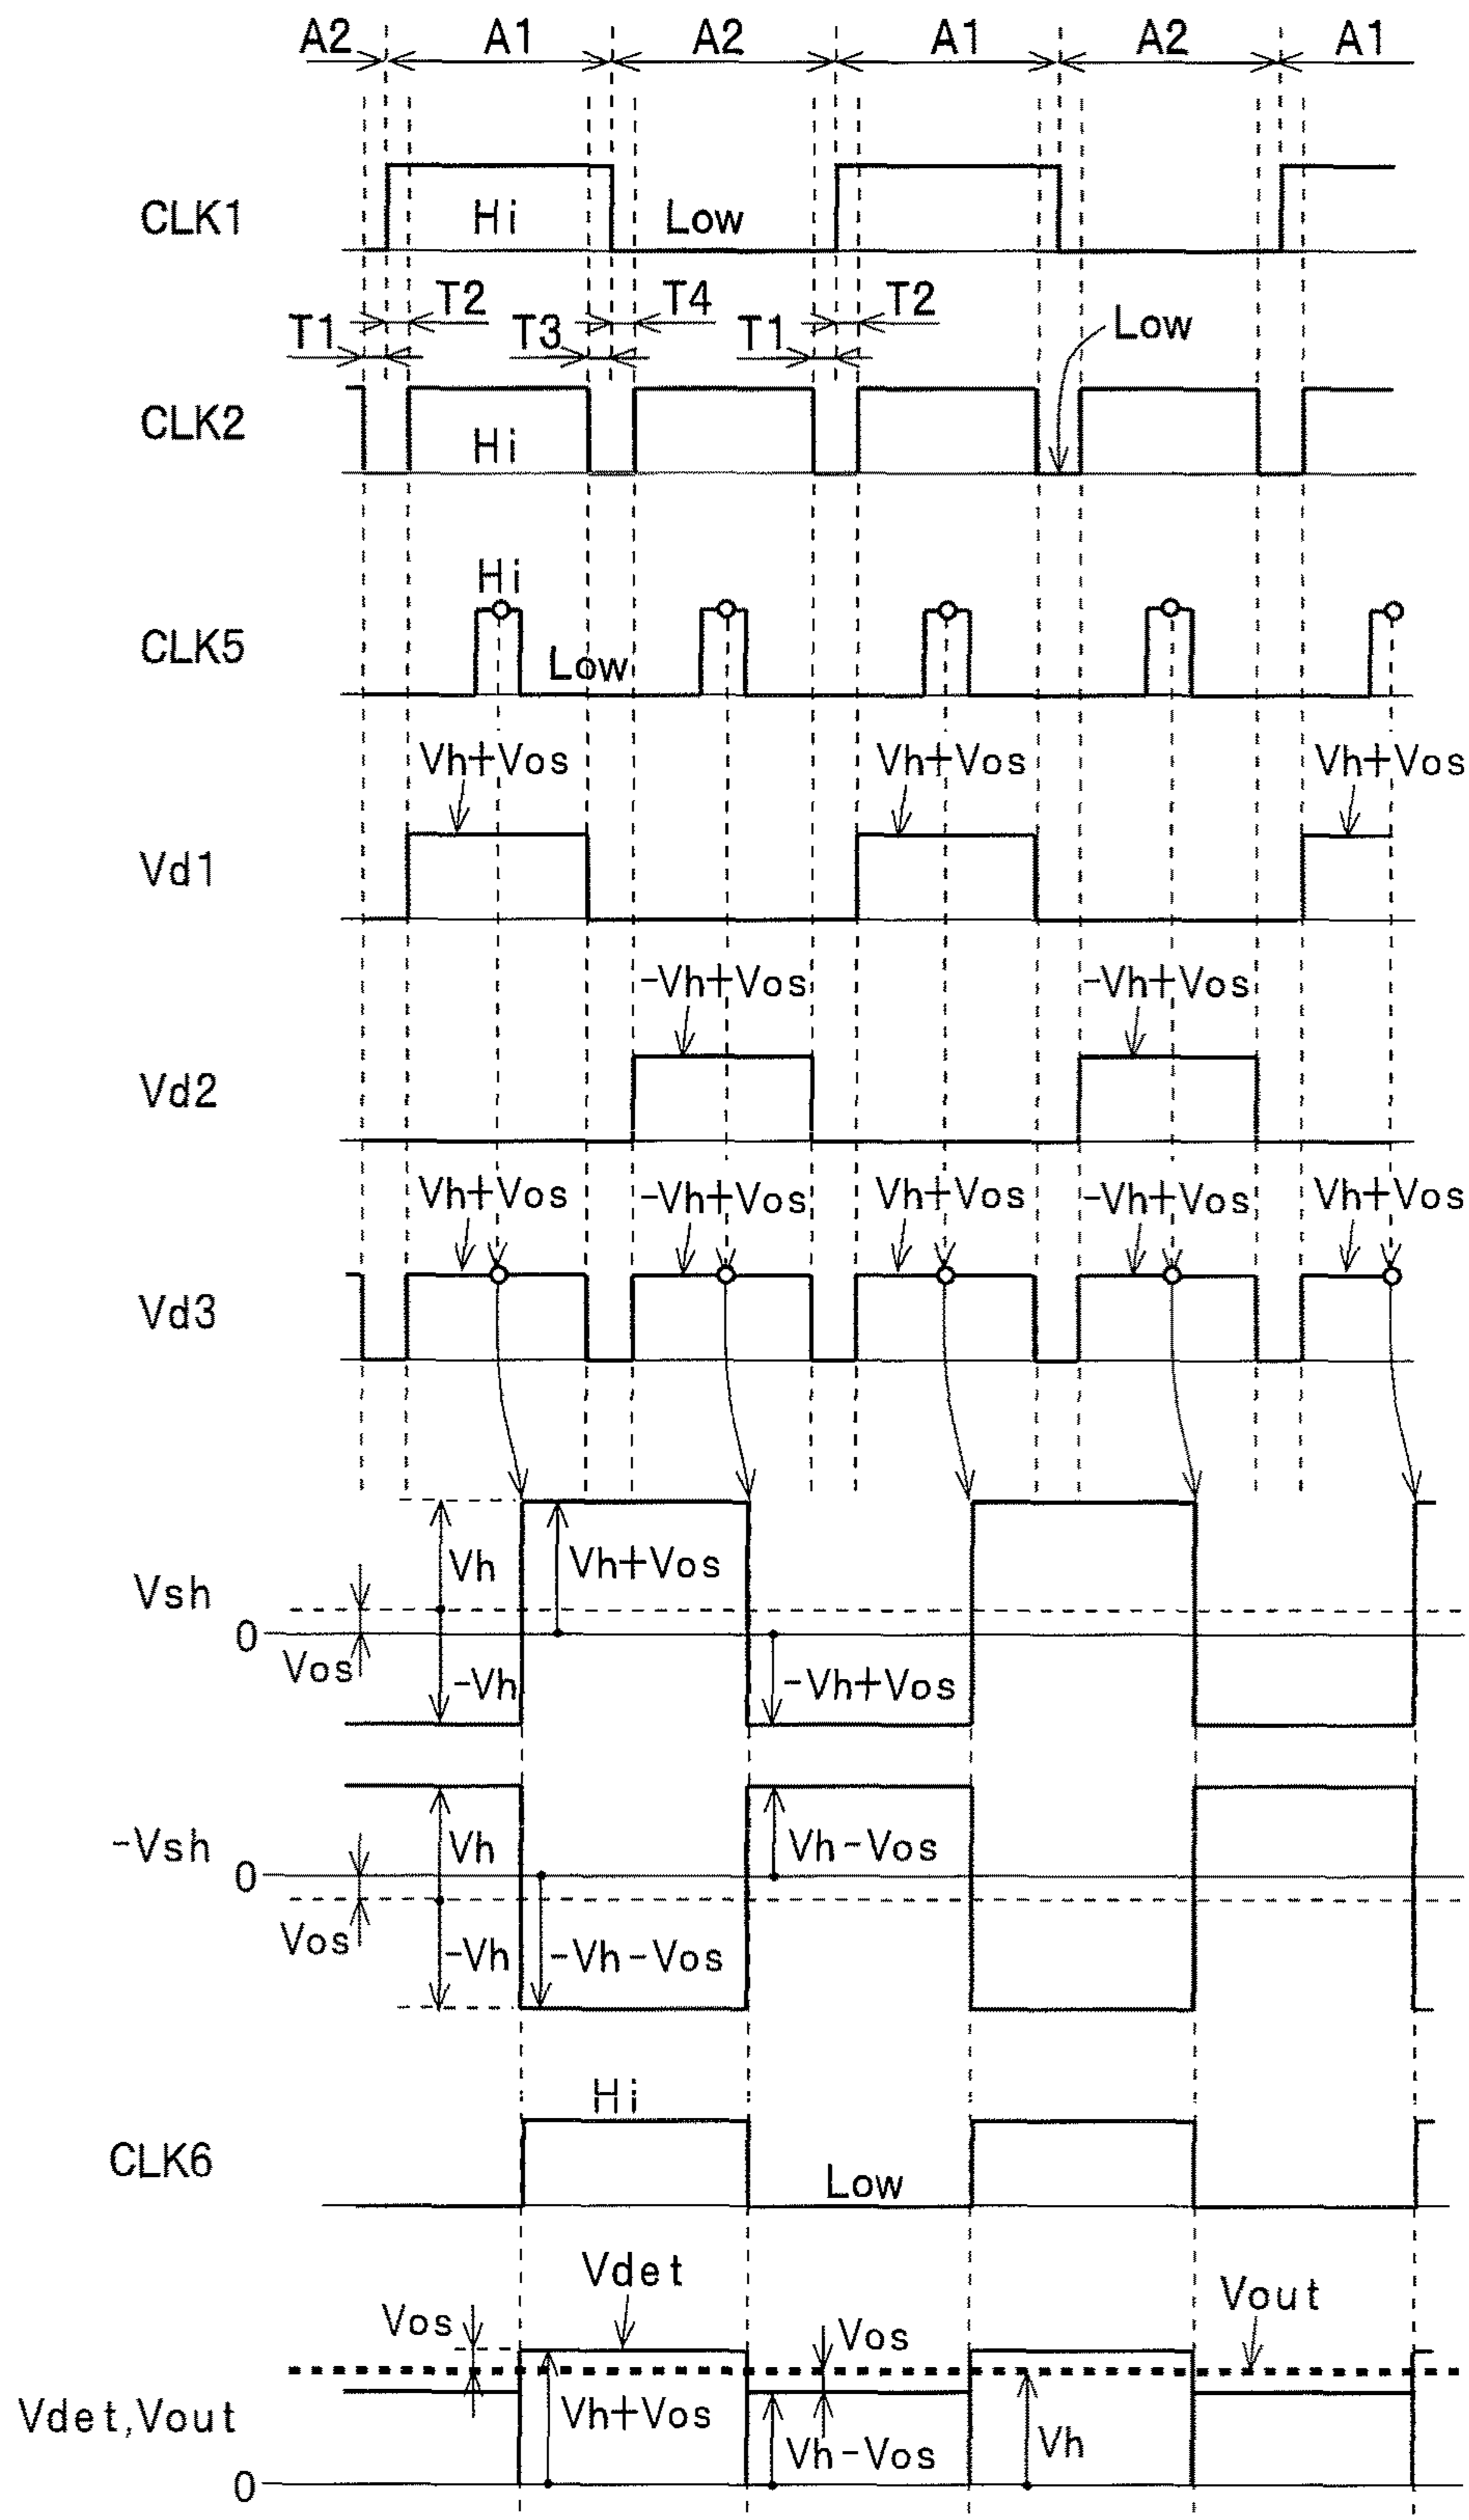 A2 A1 A2 A1 A2 A1
CLK1 Hi Low
T2 T4 T2
T1 T3 T1 Low
CLK2 Hi
Hi
CLK5 Low
Vh+Vos Vh+Vos Vh+Vos
Vd1
-Vh+Vos -Vh+Vos
Vd2
Vh+Vos -Vh+Vos Vh+Vos -Vh+Vos Vh+Vos
Vd3
Vh Vh+Vos
Vsh
0
Vos -Vh -Vh+Vos
-Vsh Vh Vh-Vos
0
Vos -Vh -Vh-Vos
Hi
CLK6 Low
Vdet Vout
Vos Vos
Vdet,Vout Vh+Vos Vh-Vos Vh
0